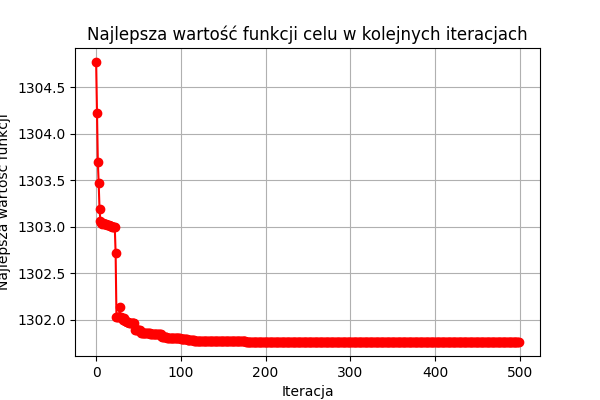 Najlepsza wartość funkcji celu w kolejnych iteracjach
Najlepsza wartość funkcji
1304.5
1304.0
1303.5
1303.0
1302.5
1302.0
0 100 200 300 400 500
Iteracja